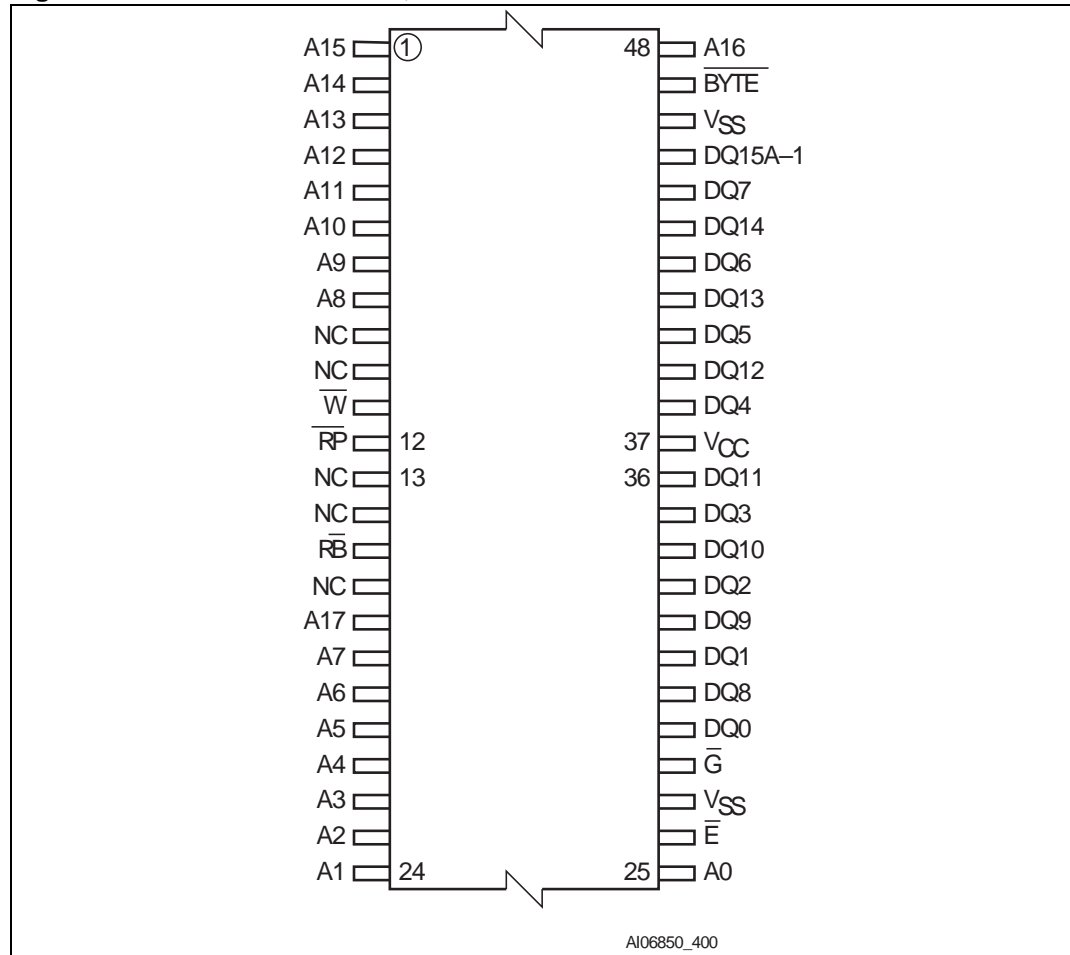 A15 1 48 A16
A14 B̅Y̅T̅E̅
A13 VSS
A12 DQ15A–1
A11 DQ7
A10 DQ14
A9 DQ6
A8 DQ13
NC DQ5
NC DQ12
W̅ DQ4
R̅P̅ 12 37 VCC
NC 13 36 DQ11
NC DQ3
RB̅ DQ10
NC DQ2
A17 DQ9
A7 DQ1
A6 DQ8
A5 DQ0
A4 G̅
A3 VSS
A2 E̅
A1 24 25 A0
AI06850_400